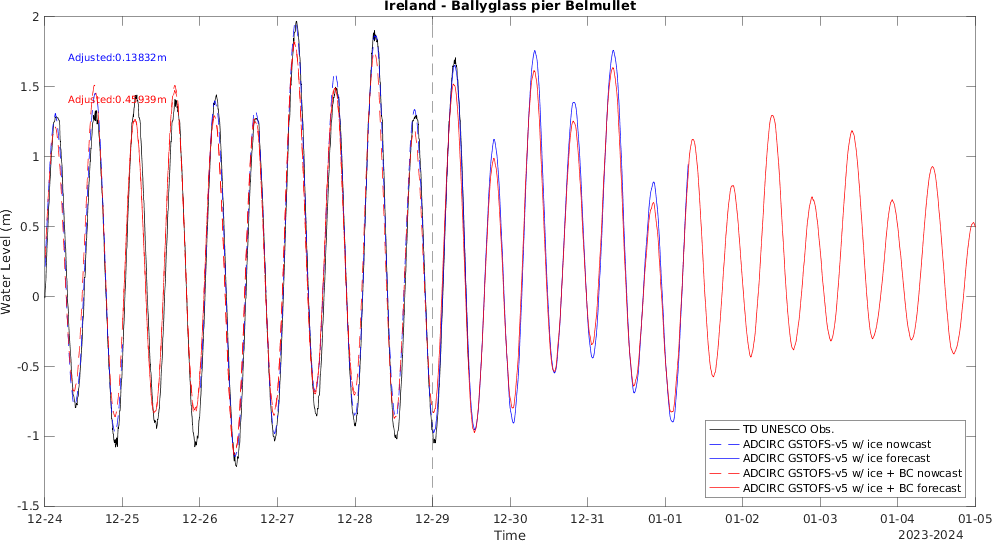 Ireland - Ballyglass pier Belmullet
Water Level (m)
2
1.5
1
0.5
0
-0.5
-1
-1.5
Adjusted:0.13832m
Adjusted:0.45939m
TD UNESCO Obs.
ADCIRC GSTOFS-v5 w/ ice nowcast
ADCIRC GSTOFS-v5 w/ ice forecast
ADCIRC GSTOFS-v5 w/ ice + BC nowcast
ADCIRC GSTOFS-v5 w/ ice + BC forecast
12-24 12-25 12-26 12-27 12-28 12-29 12-30 12-31 01-01 01-02 01-03 01-04 01-05
Time
2023-2024